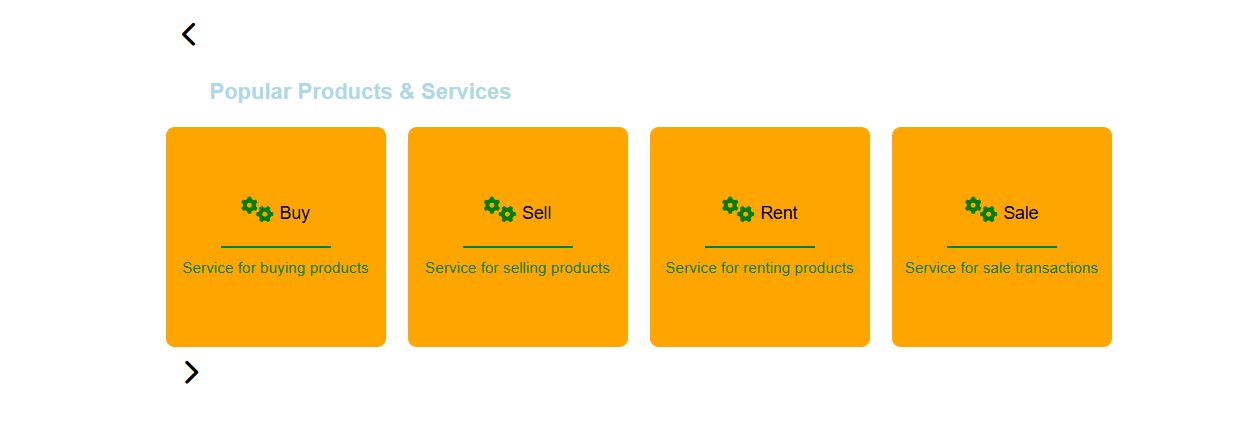 Popular Products & Services
Buy
Service for buying products
Sell
Service for selling products
Rent
Service for renting products
Sale
Service for sale transactions